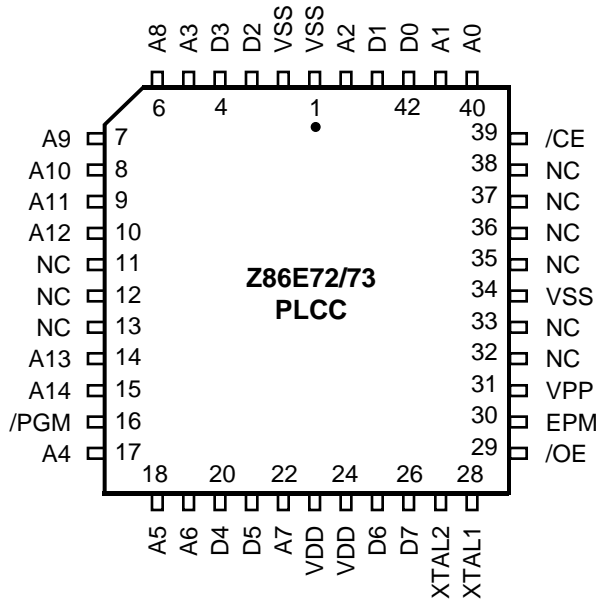 A8 A3 D3 D2 VSS VSS A2 D1 D0 A1 A0
6 4 1 42 40
A9 7 39 /CE
A10 8 38 NC
A11 9 37 NC
A12 10 36 NC
NC 11 35 NC
NC 12 34 VSS
NC 13 33 NC
A13 14 32 NC
A14 15 31 VPP
/PGM 16 30 EPM
A4 17 29 /OE
Z86E72/73
PLCC
18 20 22 24 26 28
A5 A6 D4 D5 A7 VDD VDD D6 D7 XTAL2 XTAL1